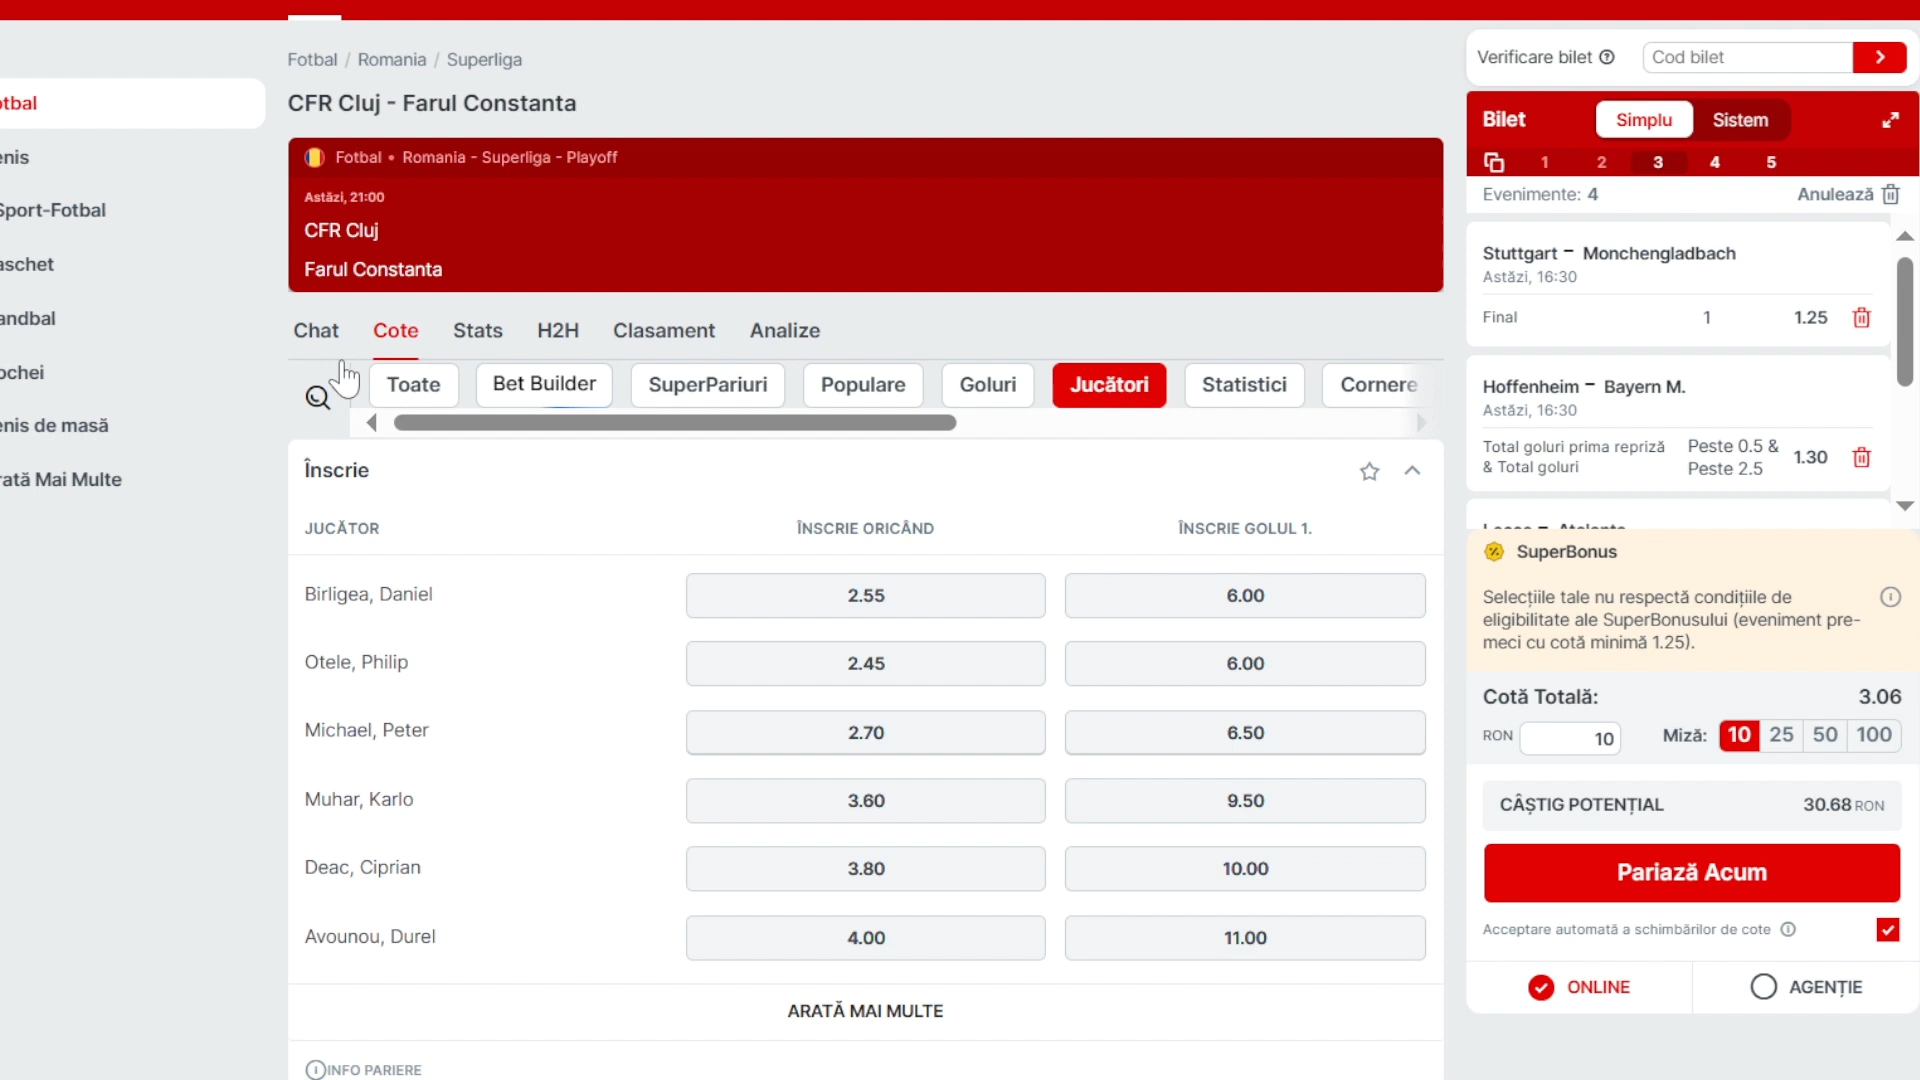 Fotbal / Romania / Superliga
CFR Cluj - Farul Constanta
Fotbal • Romania - Superliga - Playoff
Astăzi, 21:00
CFR Cluj
Farul Constanta
Chat Cote Stats H2H Clasament Analize
Toate Bet Builder SuperPariuri Populare Goluri Jucători Statistici Cornere
Înscrie
JUCĂTOR ÎNSCRIE ORICÂND ÎNSCRIE GOLUL 1.
Birligea, Daniel 2.55 6.00
Otele, Philip 2.45 6.00
Michael, Peter 2.70 6.50
Muhar, Karlo 3.60 9.50
Deac, Ciprian 3.80 10.00
Avounou, Durel 4.00 11.00
ARATĂ MAI MULTE
INFO PARIERE
otbal
enis
Sport-Fotbal
aschet
andbal
ochei
enis de masă
rată Mai Multe
Verificare bilet Cod bilet
Bilet Simplu Sistem
1 2 3 4 5
Evenimente: 4 Anulează
Stuttgart - Monchengladbach
Astăzi, 16:30
Final 1 1.25
Hoffenheim - Bayern M.
Astăzi, 16:30
Total goluri prima repriză Peste 0.5 & 1.30
& Total goluri Peste 2.5
SuperBonus
Selecțiile tale nu respectă condițiile de
eligibilitate ale SuperBonusului (eveniment pre-
meci cu cotă minimă 1.25).
Cotă Totală: 3.06
RON 10 Miză: 10 25 50 100
CÂȘTIG POTENȚIAL 30.68 RON
Pariază Acum
Acceptare automată a schimbărilor de cote
ONLINE AGENȚIE